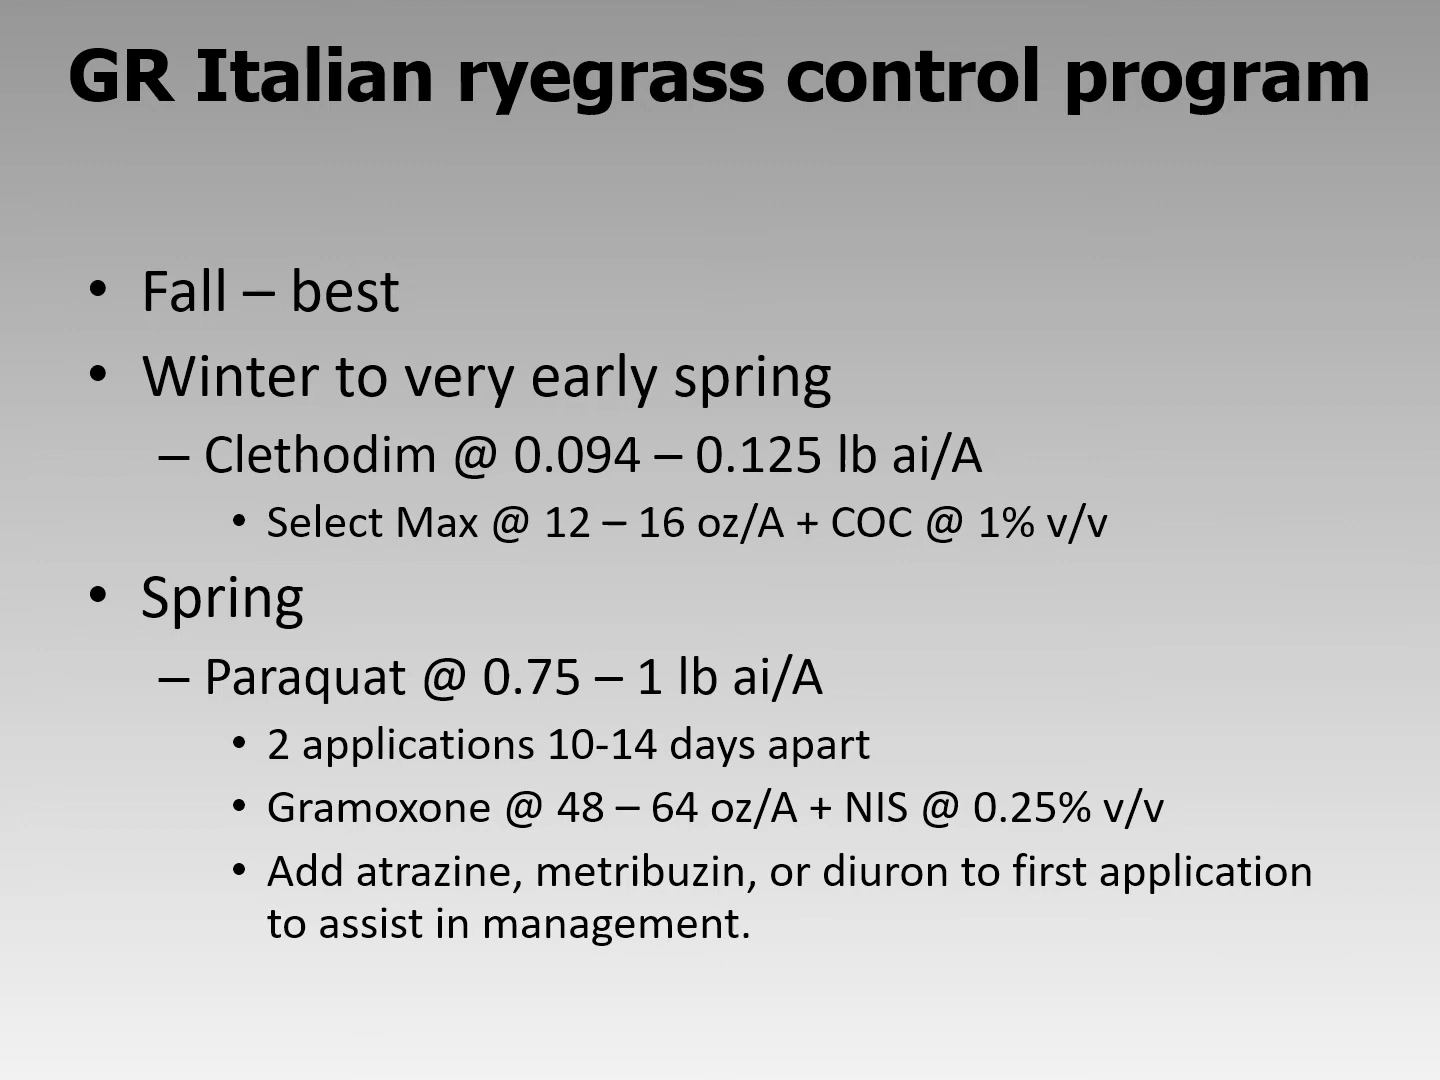 GR Italian ryegrass control program
• Fall – best
• Winter to very early spring
– Clethodim @ 0.094 – 0.125 lb ai/A
• Select Max @ 12 – 16 oz/A + COC @ 1% v/v
• Spring
– Paraquat @ 0.75 – 1 lb ai/A
• 2 applications 10-14 days apart
• Gramoxone @ 48 – 64 oz/A + NIS @ 0.25% v/v
• Add atrazine, metribuzin, or diuron to first application
to assist in management.